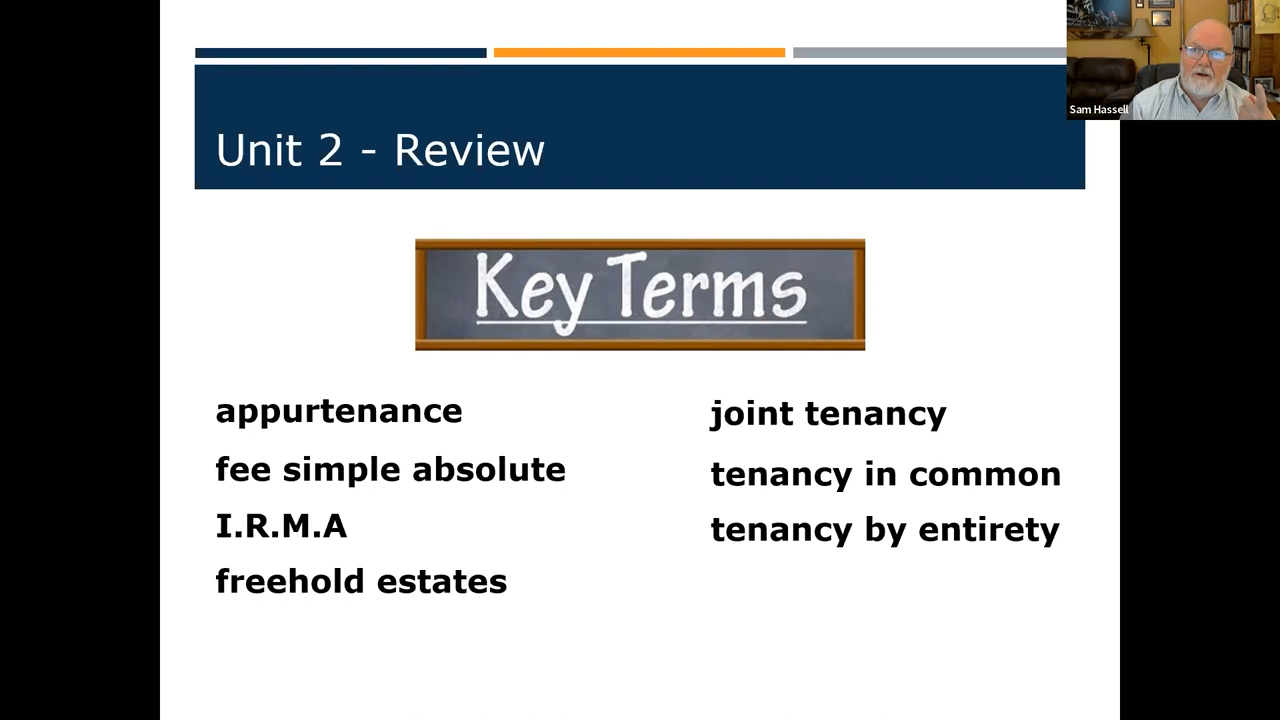 Sam Hassell
Unit 2 - Review
Key Terms
appurtenance
fee simple absolute
I.R.M.A
freehold estates
joint tenancy
tenancy in common
tenancy by entirety